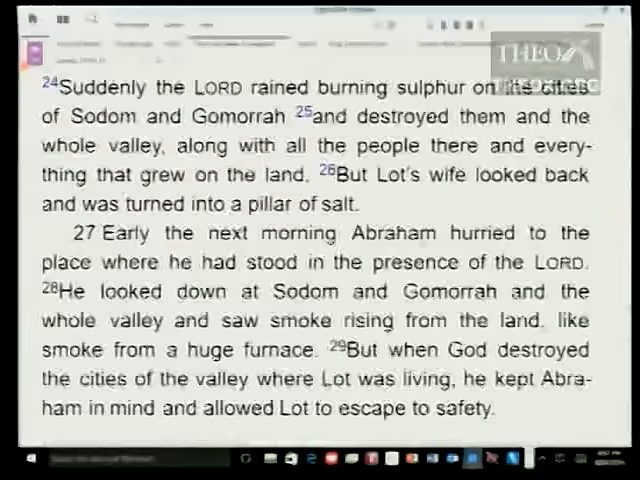 THEO
²⁴Suddenly the LORD rained burning sulphur on the cities
of Sodom and Gomorrah ²⁵and destroyed them and the
whole valley, along with all the people there and every-
thing that grew on the land. ²⁶But Lot's wife looked back
and was turned into a pillar of salt.
27 Early the next morning Abraham hurried to the
place where he had stood in the presence of the LORD.
²⁸He looked down at Sodom and Gomorrah and the
whole valley and saw smoke rising from the land, like
smoke from a huge furnace. ²⁹But when God destroyed
the cities of the valley where Lot was living, he kept Abra-
ham in mind and allowed Lot to escape to safety.